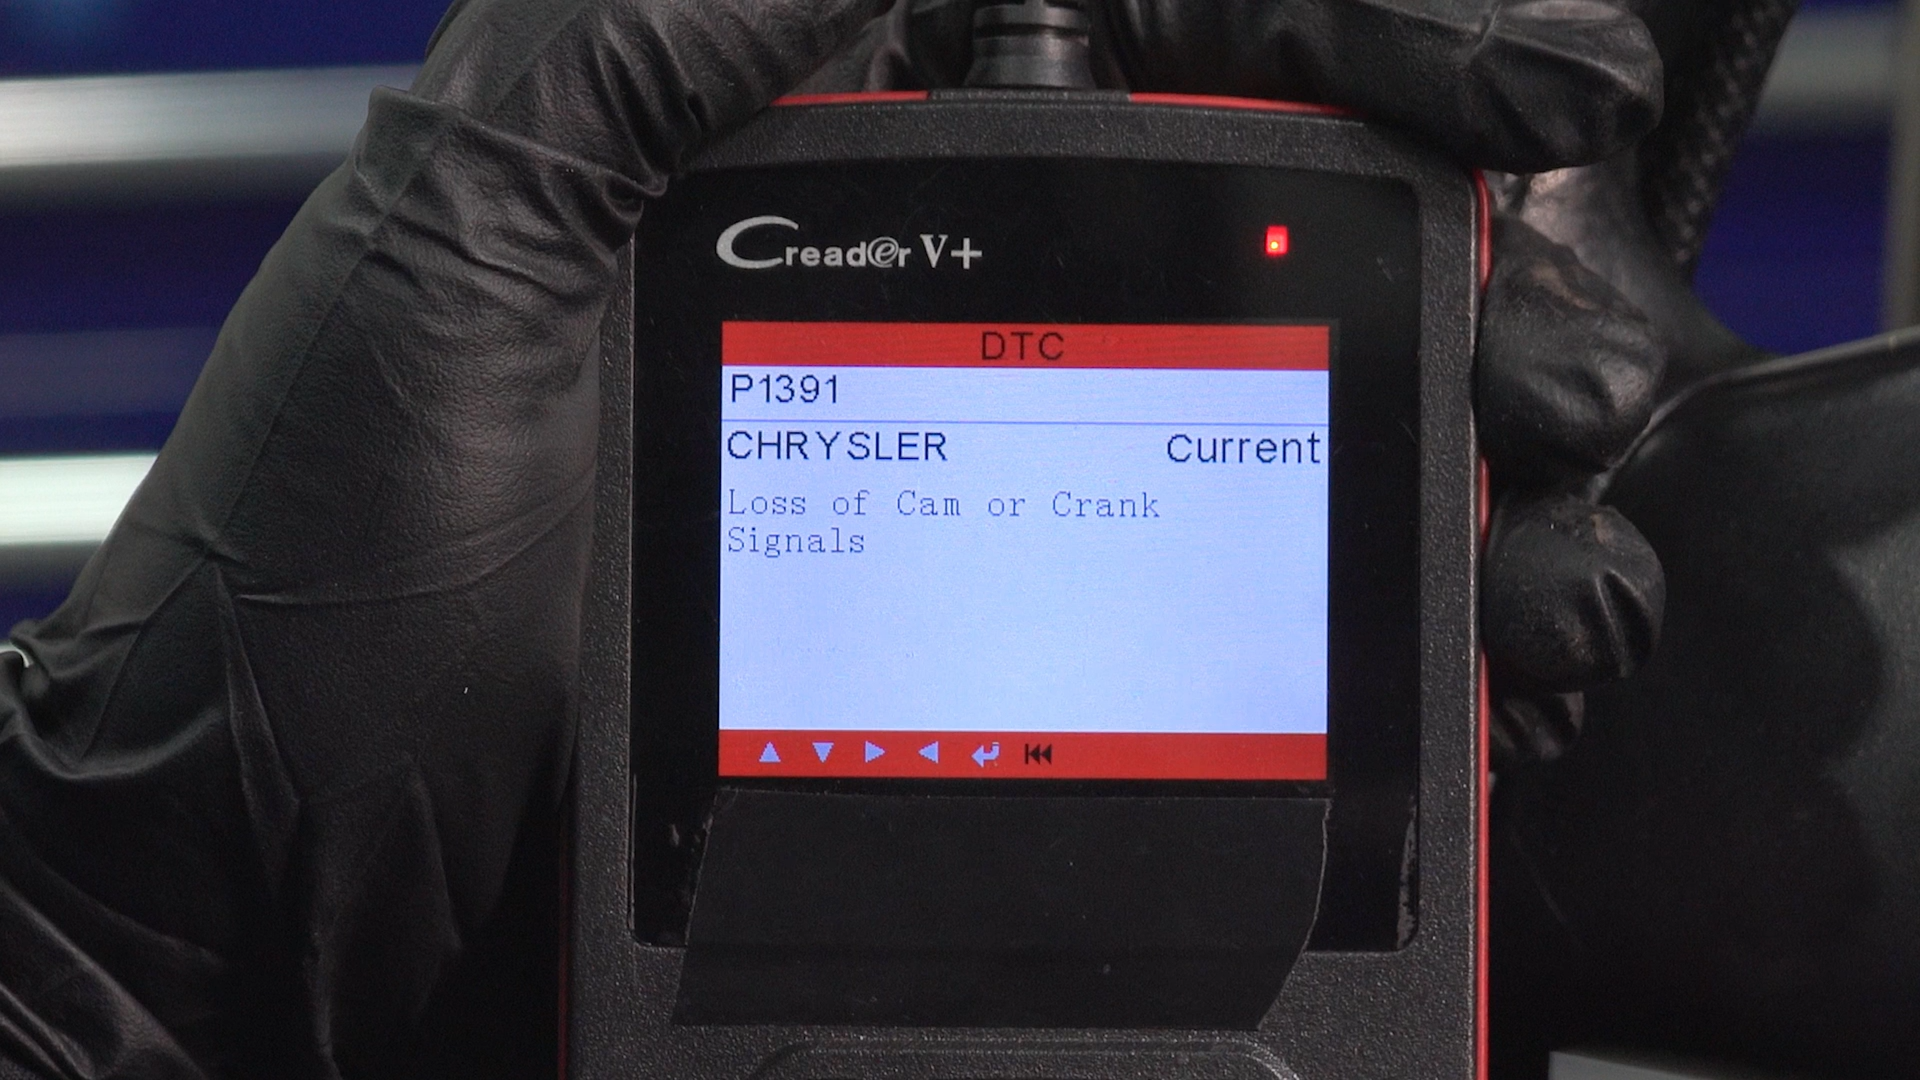 Creader V+
DTC
P1391
CHRYSLER Current
Loss of Cam or Crank
Signals